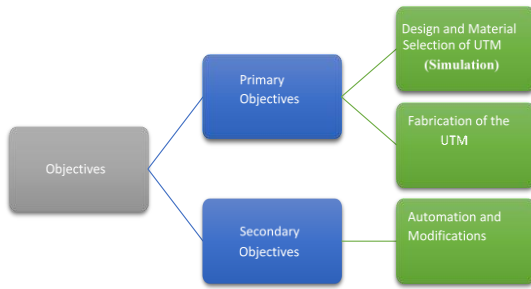 Objectives
Primary
Objectives
Secondary
Objectives
Design and Material
Selection of UTM
(Simulation)
Fabrication of the
UTM
Automation and
Modifications